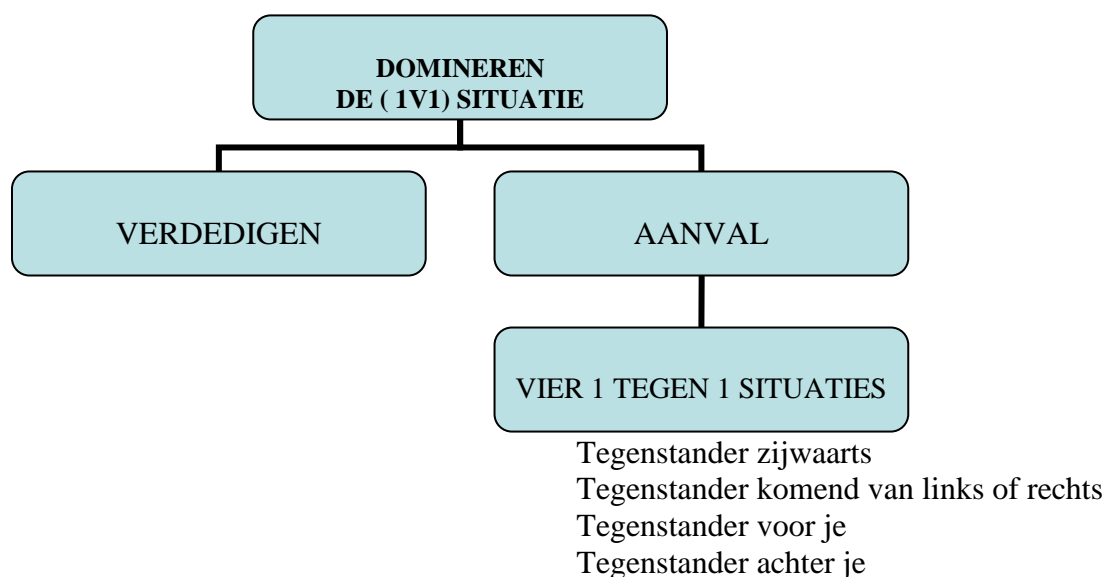 DOMINEREN
DE ( 1V1) SITUATIE
VERDEDIGEN
AANVAL
VIER 1 TEGEN 1 SITUATIES
Tegenstander zijwaarts
Tegenstander komend van links of rechts
Tegenstander voor je
Tegenstander achter je